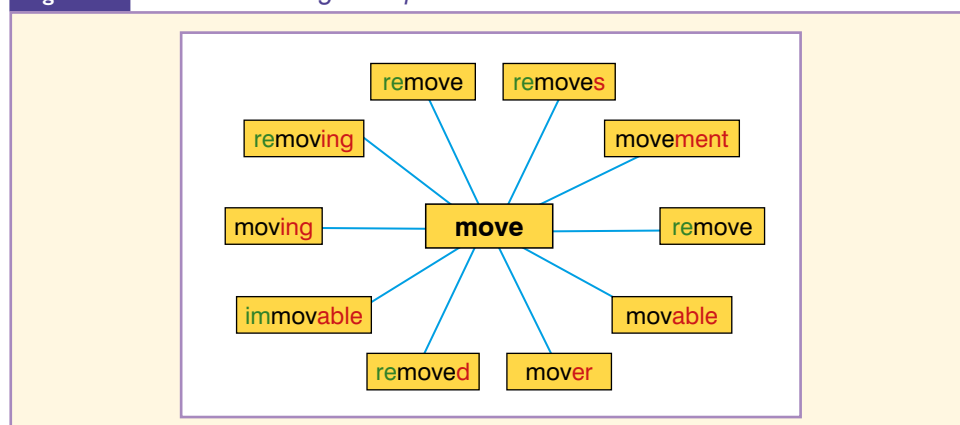 remove removes
removing movement
moving move remove
immovable movable
removed mover